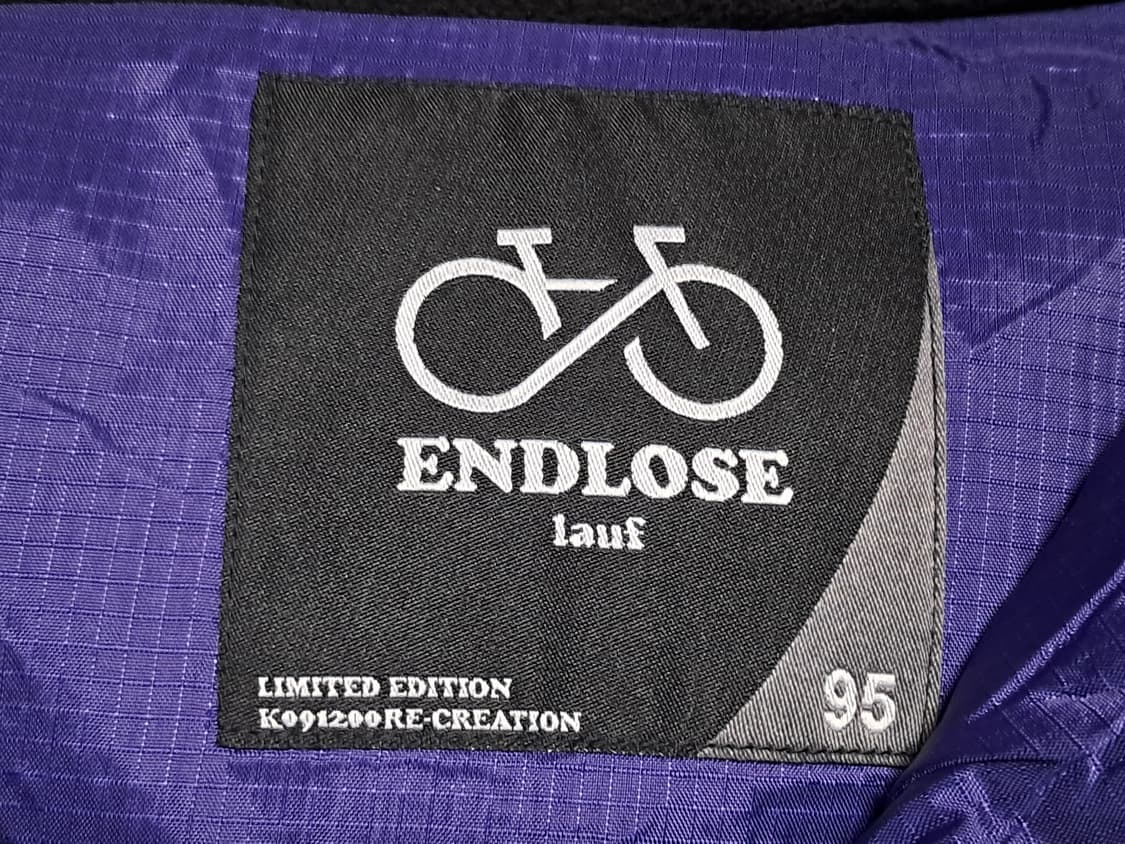 ENDLOSE
lauf
LIMITED EDITION
K091200RE-CREATION
95